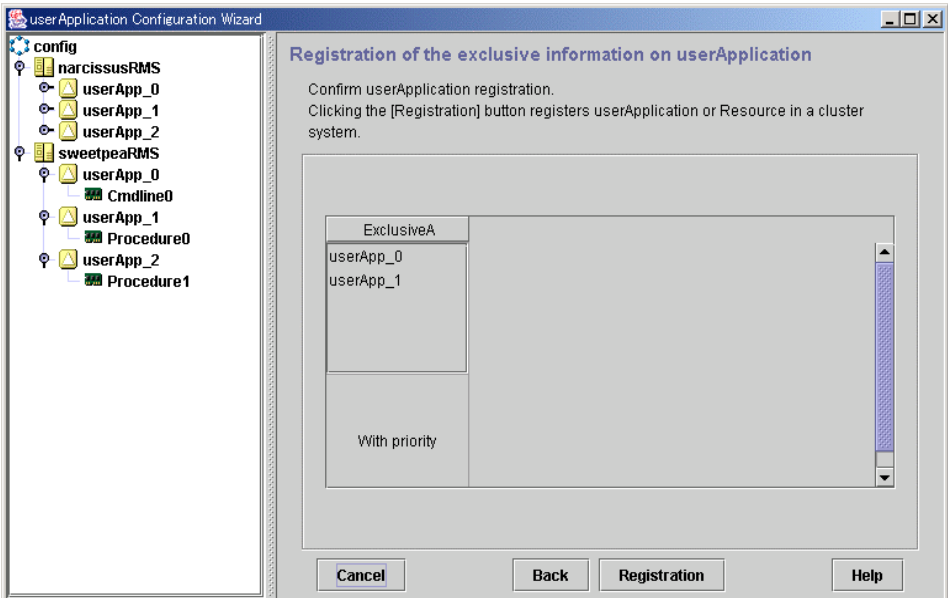 userApplication Configuration Wizard
config
narcissusRMS
userApp_0
userApp_1
userApp_2
sweetpeaRMS
userApp_0
Cmdline0
userApp_1
Procedure0
userApp_2
Procedure1
Registration of the exclusive information on userApplication
Confirm userApplication registration.
Clicking the [Registration] button registers userApplication or Resource in a cluster
system.
ExclusiveA
userApp_0
userApp_1
With priority
Cancel
Back
Registration
Help